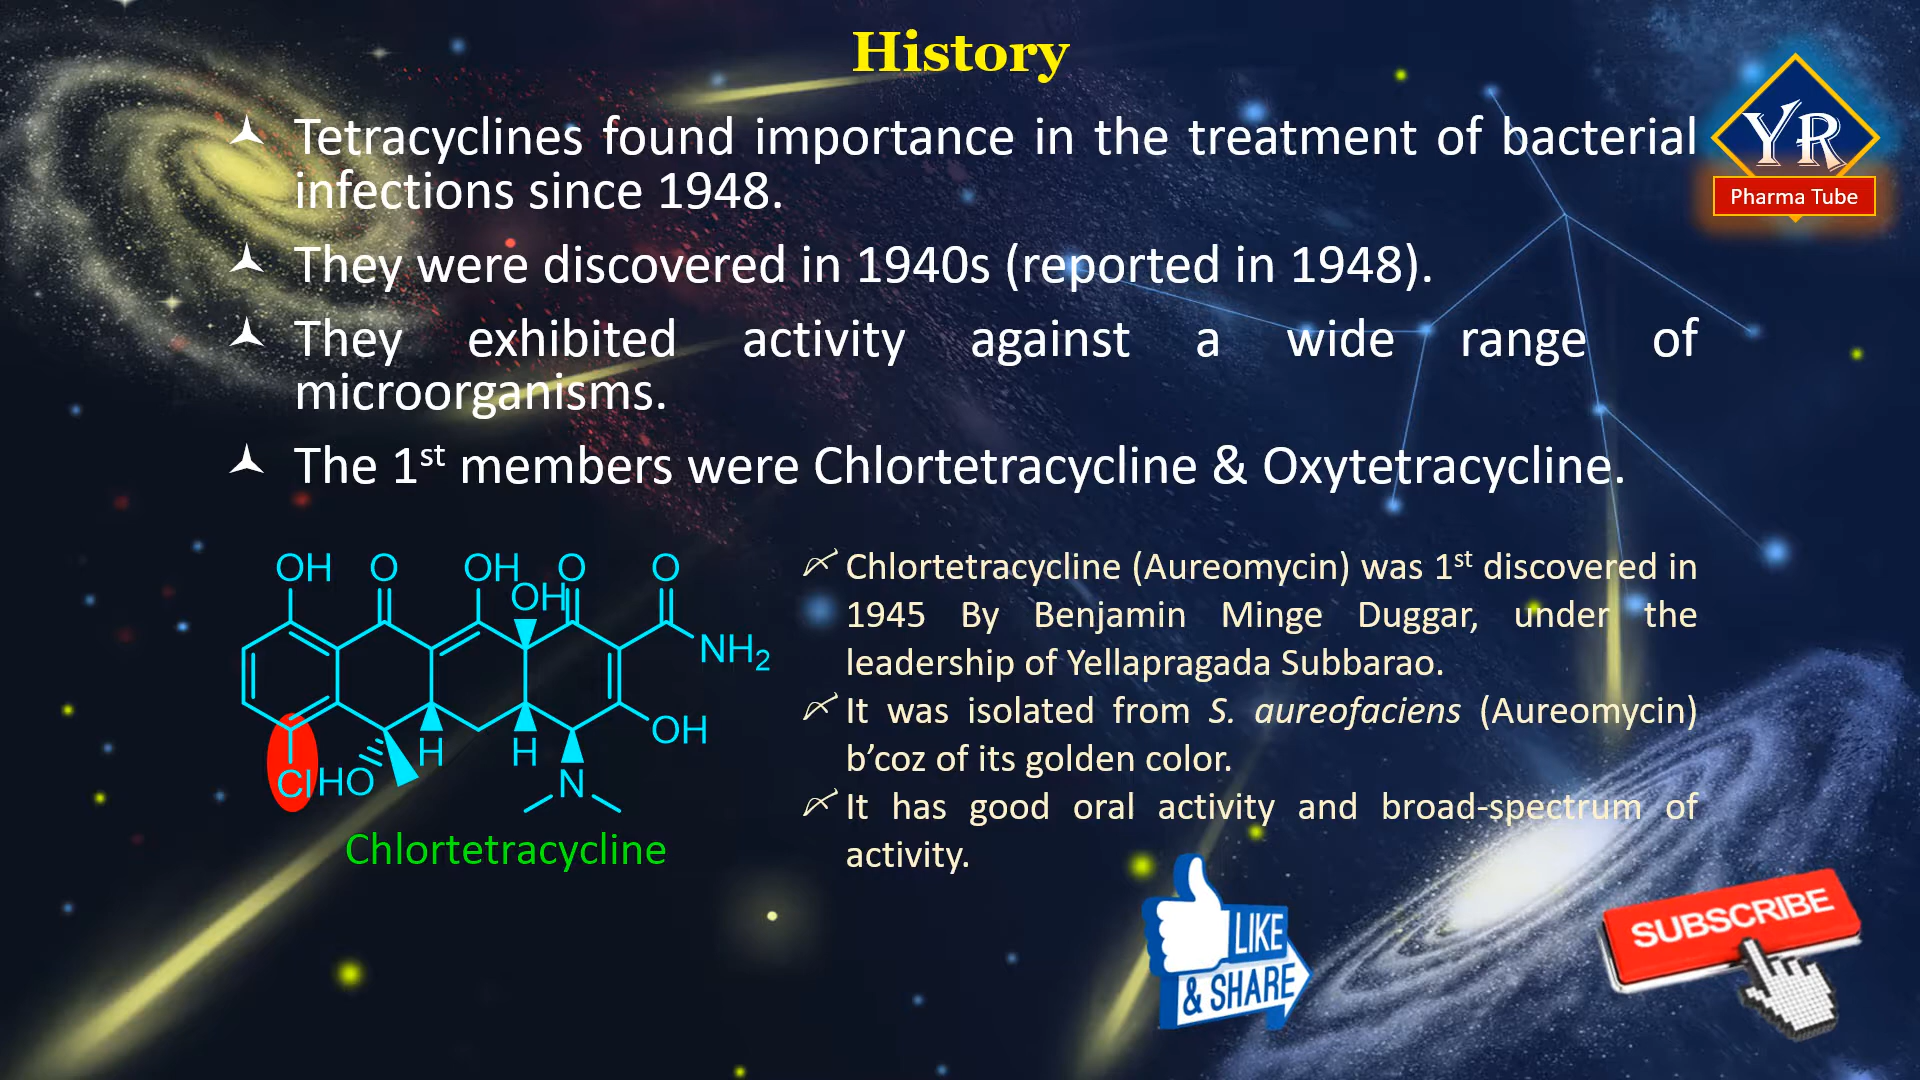 History
Tetracyclines found importance in the treatment of bacterial
infections since 1948.
They were discovered in 1940s (reported in 1948).
They exhibited activity against a wide range of
microorganisms.
The 1st members were Chlortetracycline & Oxytetracycline.
YR
Pharma Tube
OH O OH O O
OH
NH2
OH
H H
Cl HO N
Chlortetracycline
Chlortetracycline (Aureomycin) was 1st discovered in
1945 By Benjamin Minge Duggar, under the
leadership of Yellapragada Subbarao.
It was isolated from S. aureofaciens (Aureomycin)
b’coz of its golden color.
It has good oral activity and broad-spectrum of
activity.
LIKE
& SHARE
SUBSCRIBE